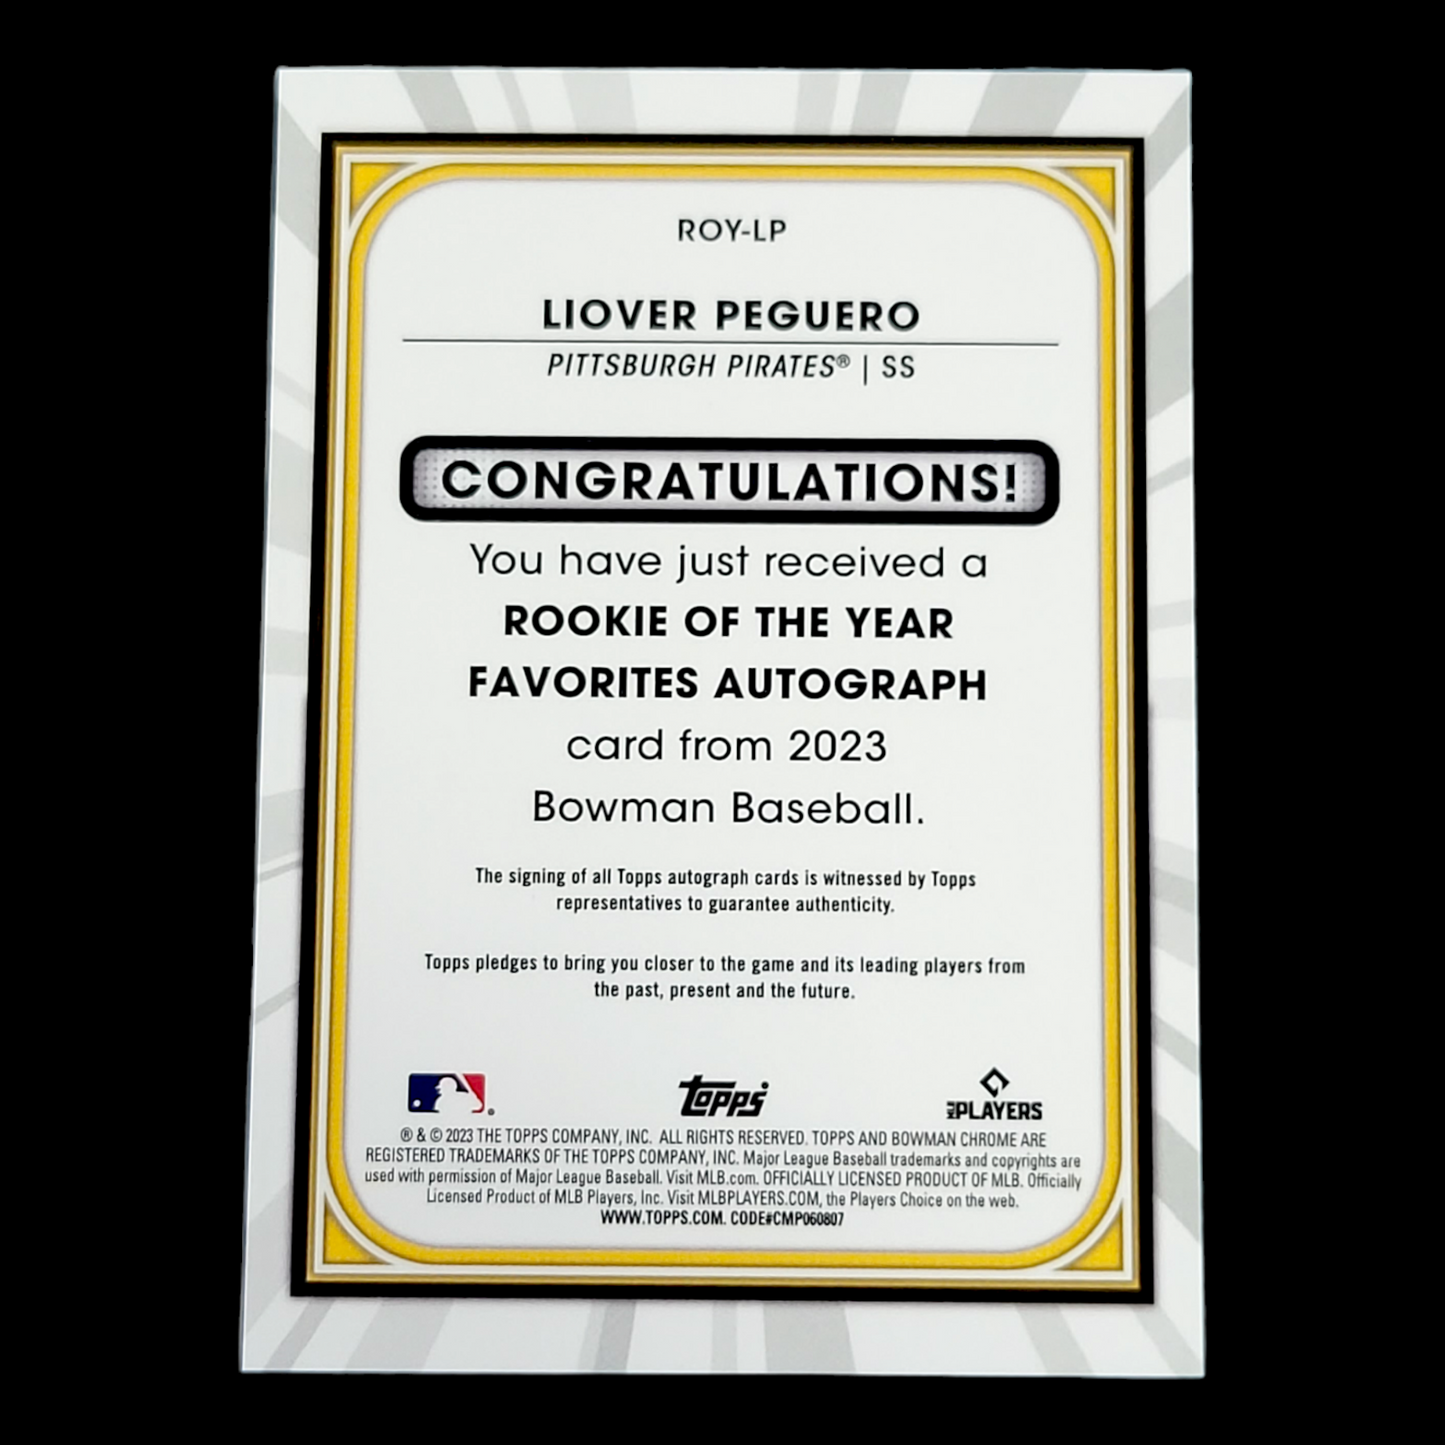 ROY-LP
LIOVER PEGUERO
PITTSBURGH PIRATES® | SS
CONGRATULATIONS!
You have just received a
ROOKIE OF THE YEAR
FAVORITES AUTOGRAPH
card from 2023
Bowman Baseball.
The signing of all Topps autograph cards is witnessed by Topps
representatives to guarantee authenticity.
Topps pledges to bring you closer to the game and its leading players from
the past, present and the future.
® topps MLB PLAYERS
® & © 2023 THE TOPPS COMPANY, INC. ALL RIGHTS RESERVED. TOPPS AND BOWMAN CHROME ARE
REGISTERED TRADEMARKS OF THE TOPPS COMPANY, INC. Major League Baseball trademarks and copyrights are
used with permission of Major League Baseball. Visit MLB.com. OFFICIALLY LICENSED PRODUCT OF MLB. Officially
Licensed Product of MLB Players, Inc. Visit MLBPLAYERS.COM, the Players Choice on the web.
WWW.TOPPS.COM. CODE#CMP060807